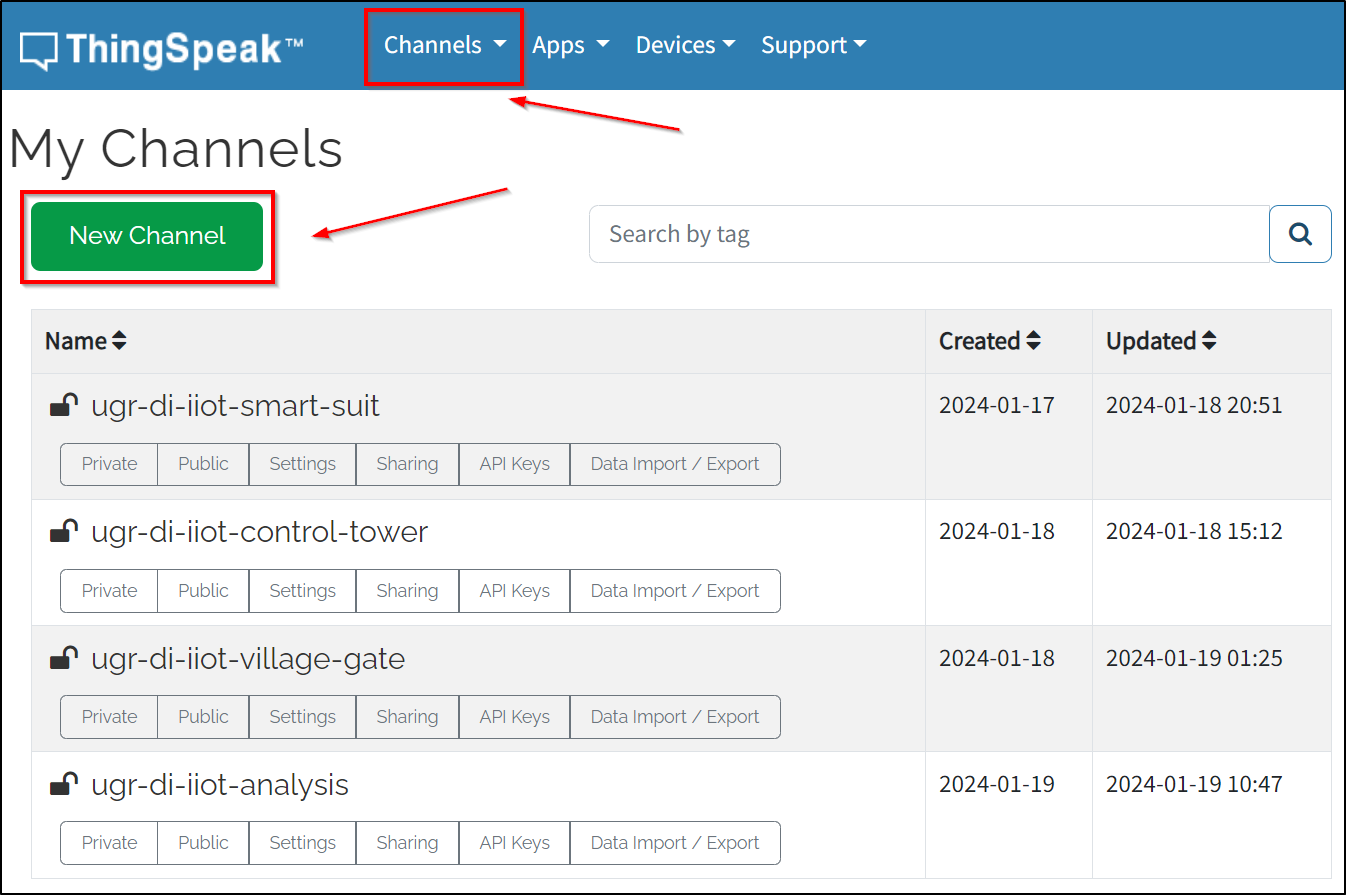 ThingSpeak™ Channels Apps Devices Support
My Channels
New Channel Search by tag
Name Created Updated
ugr-di-iiot-smart-suit 2024-01-17 2024-01-18 20:51
Private Public Settings Sharing API Keys Data Import / Export
ugr-di-iiot-control-tower 2024-01-18 2024-01-18 15:12
Private Public Settings Sharing API Keys Data Import / Export
ugr-di-iiot-village-gate 2024-01-18 2024-01-19 01:25
Private Public Settings Sharing API Keys Data Import / Export
ugr-di-iiot-analysis 2024-01-19 2024-01-19 10:47
Private Public Settings Sharing API Keys Data Import / Export